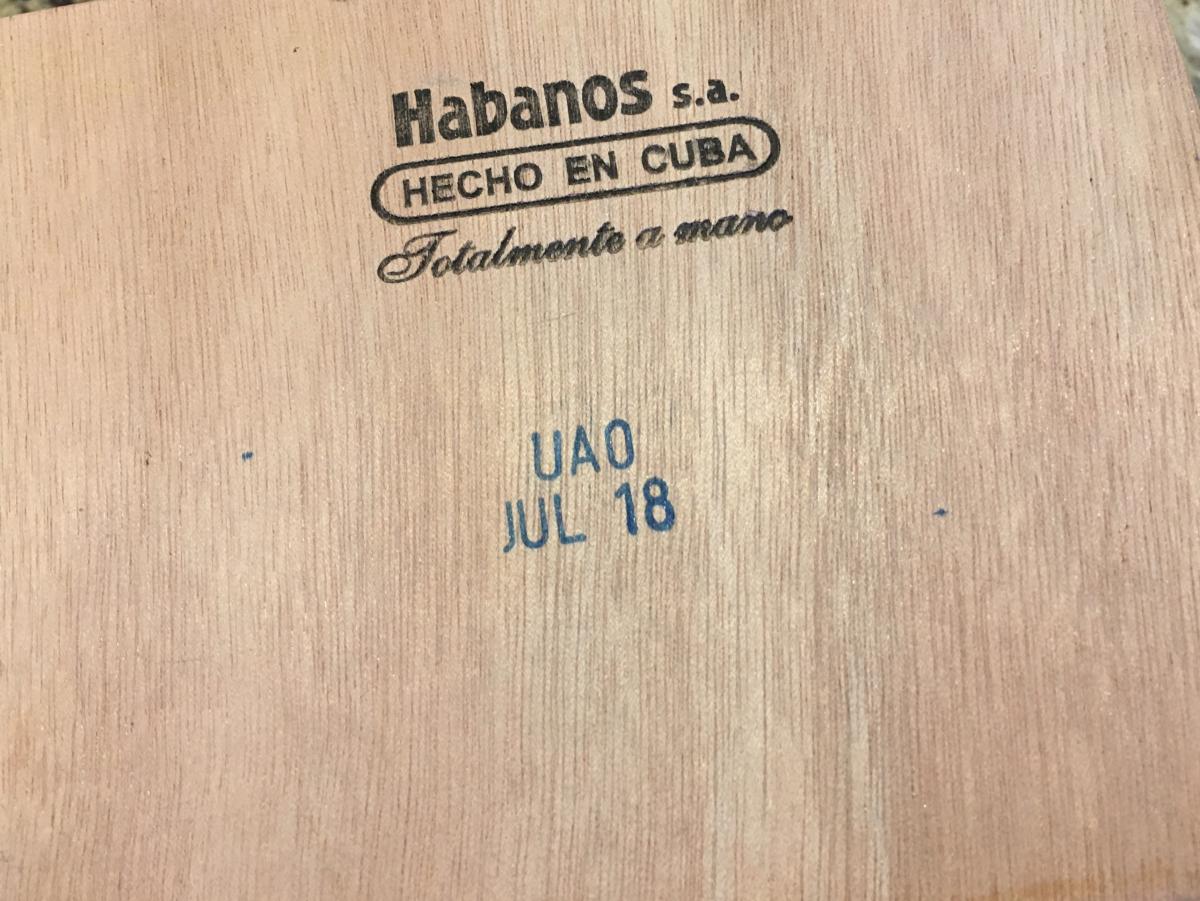 Habanos s.a.
HECHO EN CUBA
Totalmente a mano
UAO
JUL 18